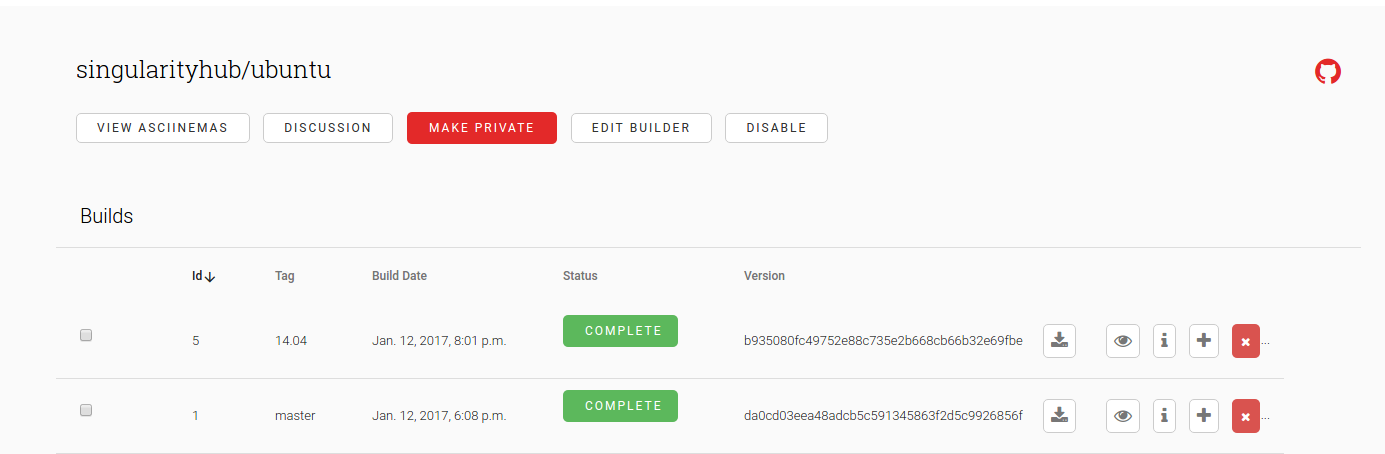 singularityhub/ubuntu
VIEW ASCIINEMAS DISCUSSION MAKE PRIVATE EDIT BUILDER DISABLE
Builds
Id Tag Build Date Status Version
5 14.04 Jan. 12, 2017, 8:01 p.m. COMPLETE b935080fc49752e88c735e2b668cb66b32e69fbe ...
1 master Jan. 12, 2017, 6:08 p.m. COMPLETE da0cd03eea48adcb5c591345863f2d5c9926856f ...